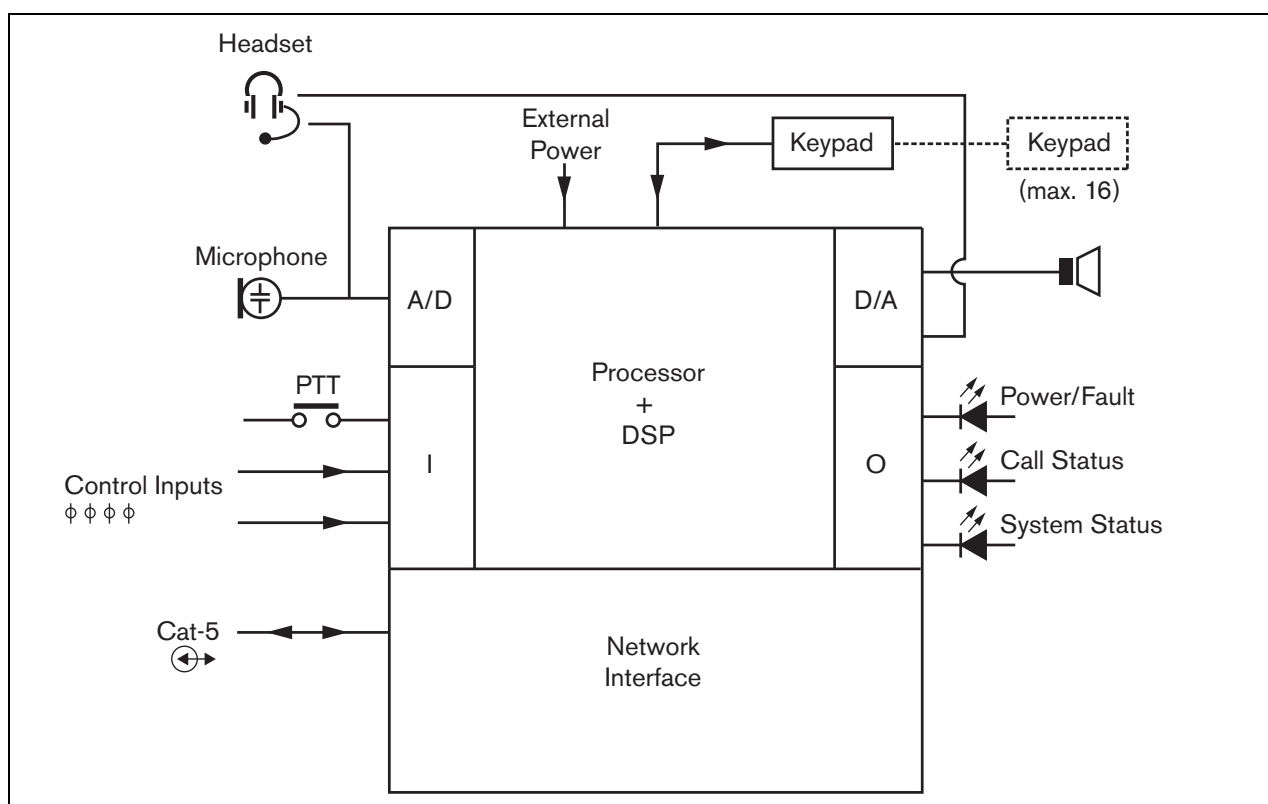 Headset
External
Power
Keypad
Keypad
(max. 16)
Microphone
A/D
D/A
PTT
Processor
+
DSP
Power/Fault
I
O
Call Status
Control Inputs
System Status
Cat-5
Network
Interface